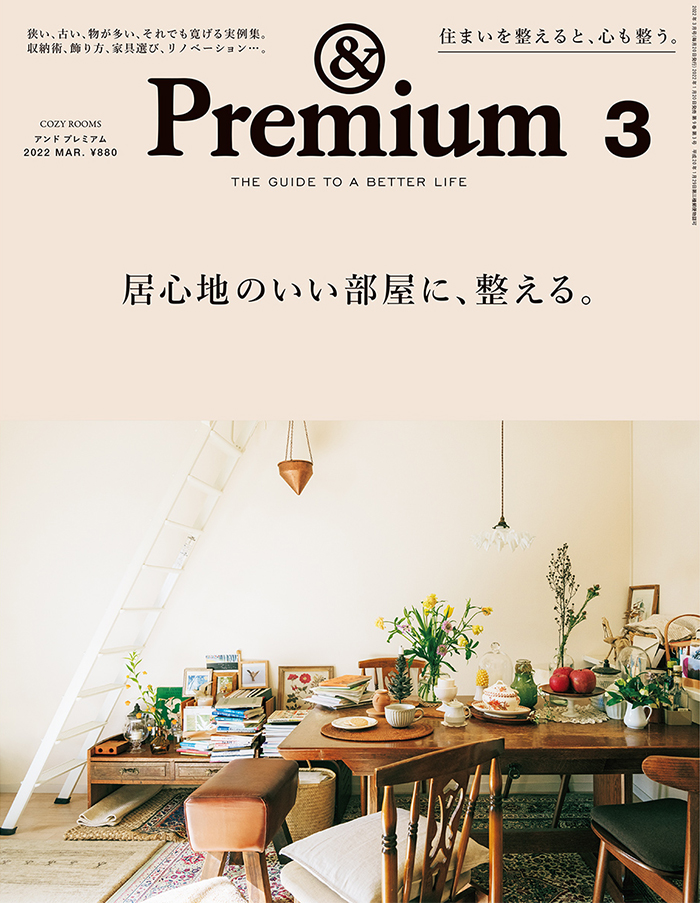 狭い、古い、物が多い、それでも寛げる実例集。
収納術、飾り方、家具選び、リノベーション…。
&
住まいを整えると、心も整う。
COZY ROOMS
アンド プレミアム
2022 MAR. ¥880
Premium 3
THE GUIDE TO A BETTER LIFE
居心地のいい部屋に、整える。